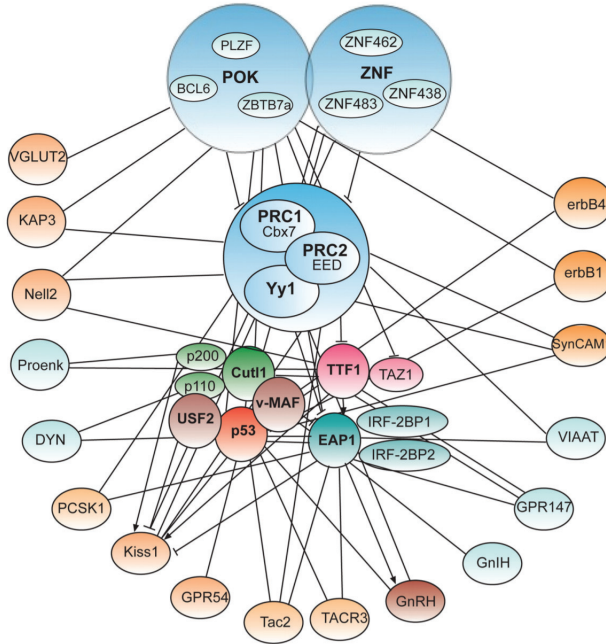 PLZF
POK
BCL6
ZBTB7a
ZNF462
ZNF
ZNF438
ZNF483
VGLUT2
KAP3
Nell2
Proenk
DYN
PCSK1
Kiss1
GPR54
Tac2
TACR3
GnRH
GnIH
GPR147
VIAAT
SynCAM
erbB1
erbB4
PRC1
Cbx7
PRC2
EED
Yy1
p200
Cutl1
p110
v-MAF
USF2
p53
TTF1
TAZ1
EAP1
IRF-2BP1
IRF-2BP2